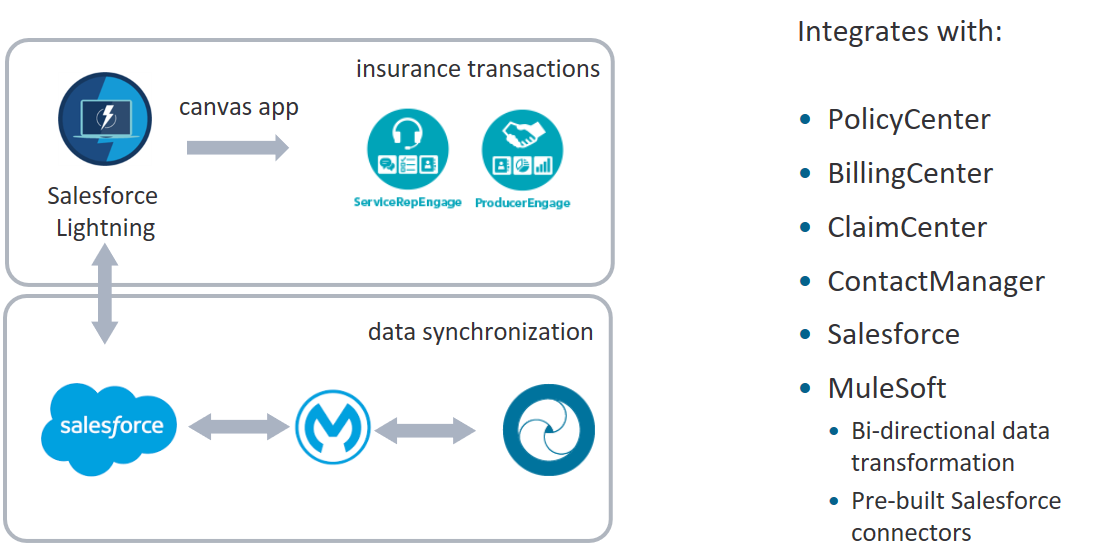 insurance transactions
canvas app
Salesforce
Lightning
ServiceRepEngage
ProducerEngage
data synchronization
salesforce
Integrates with:
• PolicyCenter
• BillingCenter
• ClaimCenter
• ContactManager
• Salesforce
• MuleSoft
• Bi-directional data
transformation
• Pre-built Salesforce
connectors